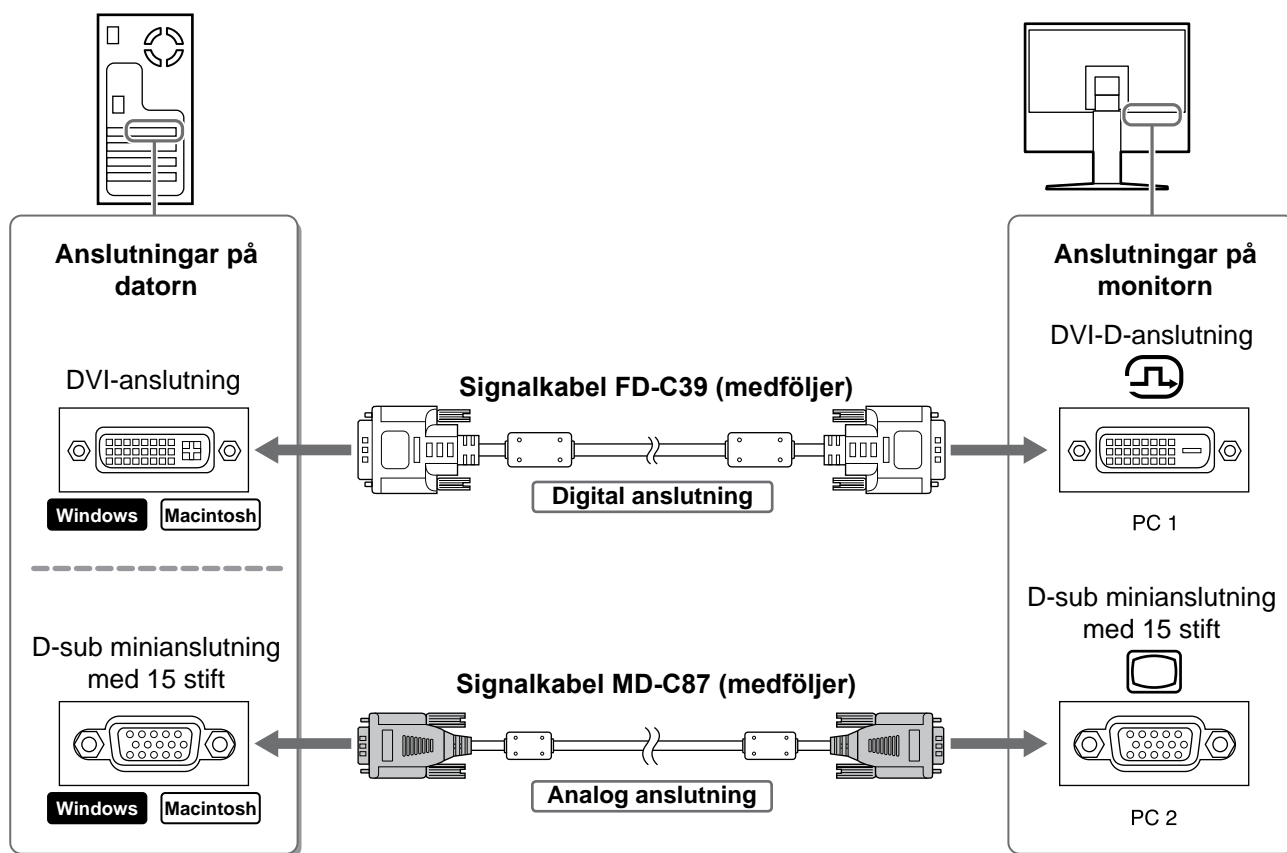 Anslutningar på
datorn
DVI-anslutning
Windows
Macintosh
D-sub minianslutning
med 15 stift
Windows
Macintosh
Signalkabel FD-C39 (medföljer)
Digital anslutning
Signalkabel MD-C87 (medföljer)
Analog anslutning
Anslutningar på
monitorn
DVI-D-anslutning
PC 1
D-sub minianslutning
med 15 stift
PC 2